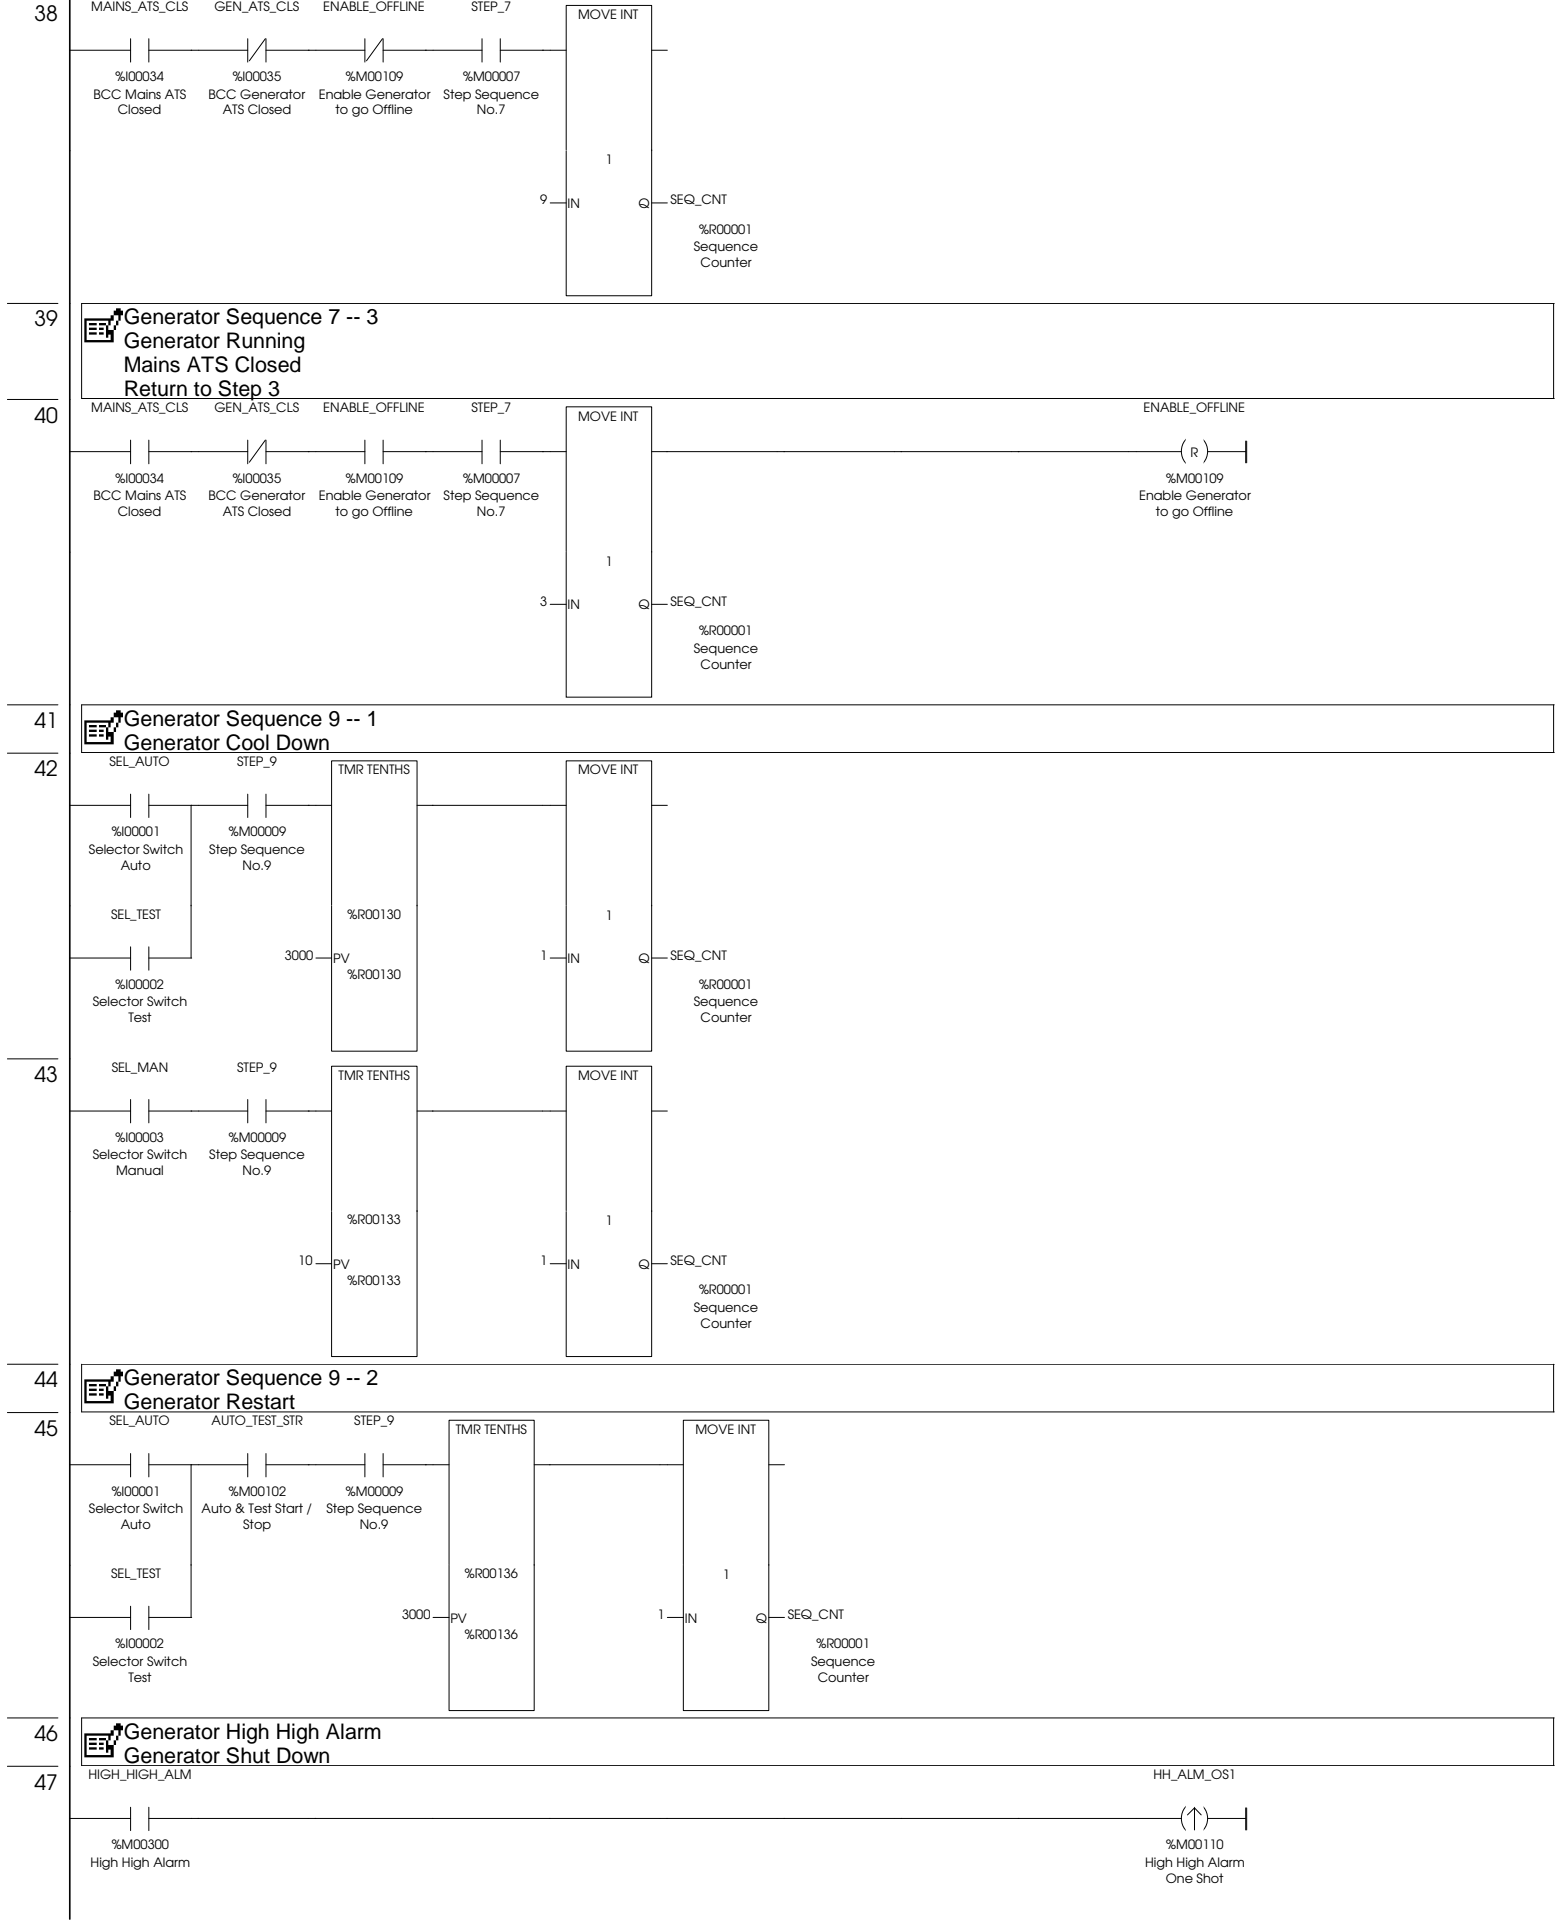 38
MAINS_ATS_CLS GEN_ATS_CLS ENABLE_OFFLINE STEP_7
MOVE INT
%I00034 %I00035 %M00109 %M00007
BCC Mains ATS BCC Generator Enable Generator Step Sequence
Closed ATS Closed to go Offline No.7
1
9 IN Q SEQ_CNT
%R00001
Sequence
Counter
39
Generator Sequence 7 -- 3
Generator Running
Mains ATS Closed
Return to Step 3
40
MAINS_ATS_CLS GEN_ATS_CLS ENABLE_OFFLINE STEP_7 ENABLE_OFFLINE
MOVE INT
R
%I00034 %I00035 %M00109 %M00007 %M00109
BCC Mains ATS BCC Generator Enable Generator Step Sequence Enable Generator
Closed ATS Closed to go Offline No.7 to go Offline
1
3 IN Q SEQ_CNT
%R00001
Sequence
Counter
41
Generator Sequence 9 -- 1
Generator Cool Down
42
SEL_AUTO STEP_9
TMR TENTHS MOVE INT
%I00001 %M00009
Selector Switch Step Sequence
Auto No.9
SEL_TEST %R00130 1
3000 PV 1 IN Q SEQ_CNT
%R00130
%I00002 %R00001
Selector Switch Sequence
Test Counter
43
SEL_MAN STEP_9
TMR TENTHS MOVE INT
%I00003 %M00009
Selector Switch Step Sequence
Manual No.9
%R00133 1
10 PV 1 IN Q SEQ_CNT
%R00133
%R00001
Sequence
Counter
44
Generator Sequence 9 -- 2
Generator Restart
45
SEL_AUTO AUTO_TEST_STR STEP_9
TMR TENTHS MOVE INT
%I00001 %M00102 %M00009
Selector Switch Auto & Test Start / Step Sequence
Auto Stop No.9
SEL_TEST %R00136 1
3000 PV 1 IN Q SEQ_CNT
%R00136
%I00002 %R00001
Selector Switch Sequence
Test Counter
46
Generator High High Alarm
Generator Shut Down
47
HIGH_HIGH_ALM HH_ALM_OS1
%M00300 %M00110
High High Alarm High High Alarm
One Shot